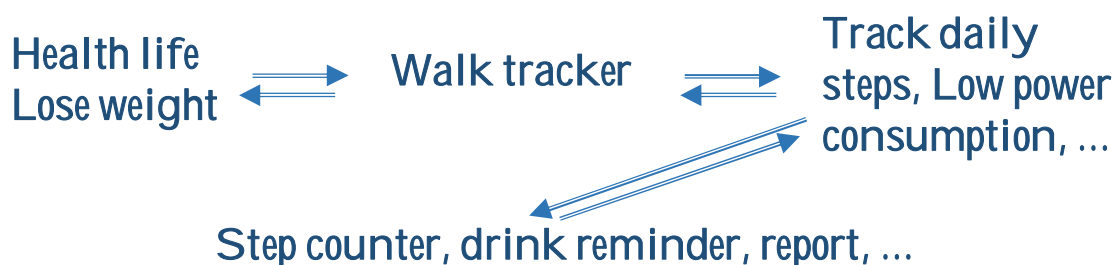 Health life
Lose weight
Walk tracker
Track daily
steps, Low power
consumption, ...
Step counter, drink reminder, report, ...